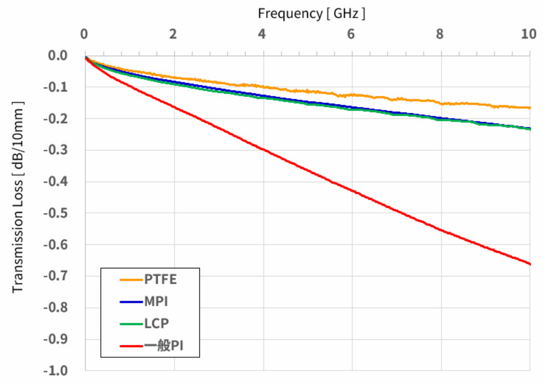 Frequency [ GHz ]
0 2 4 6 8 10
Transmission Loss [ dB/10mm ]
0.0
-0.1
-0.2
-0.3
-0.4
-0.5
-0.6
-0.7
-0.8
-0.9
-1.0
PTFE
MPI
LCP
一般PI